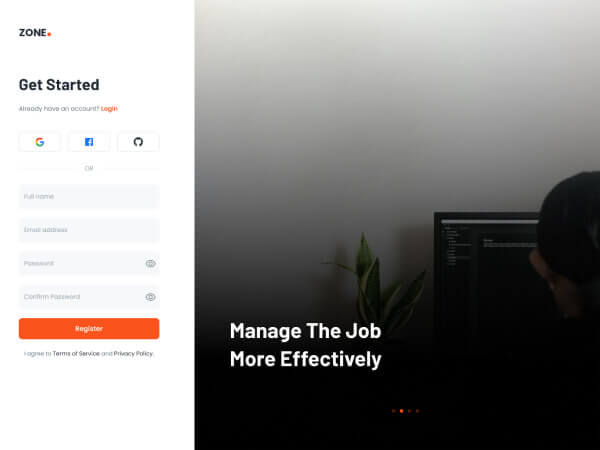 ZONE.
Get Started
Already have an account? Login
OR
Full name
Email address
Password
Confirm Password
Register
I agree to Terms of Service and Privacy Policy.
Manage The Job
More Effectively